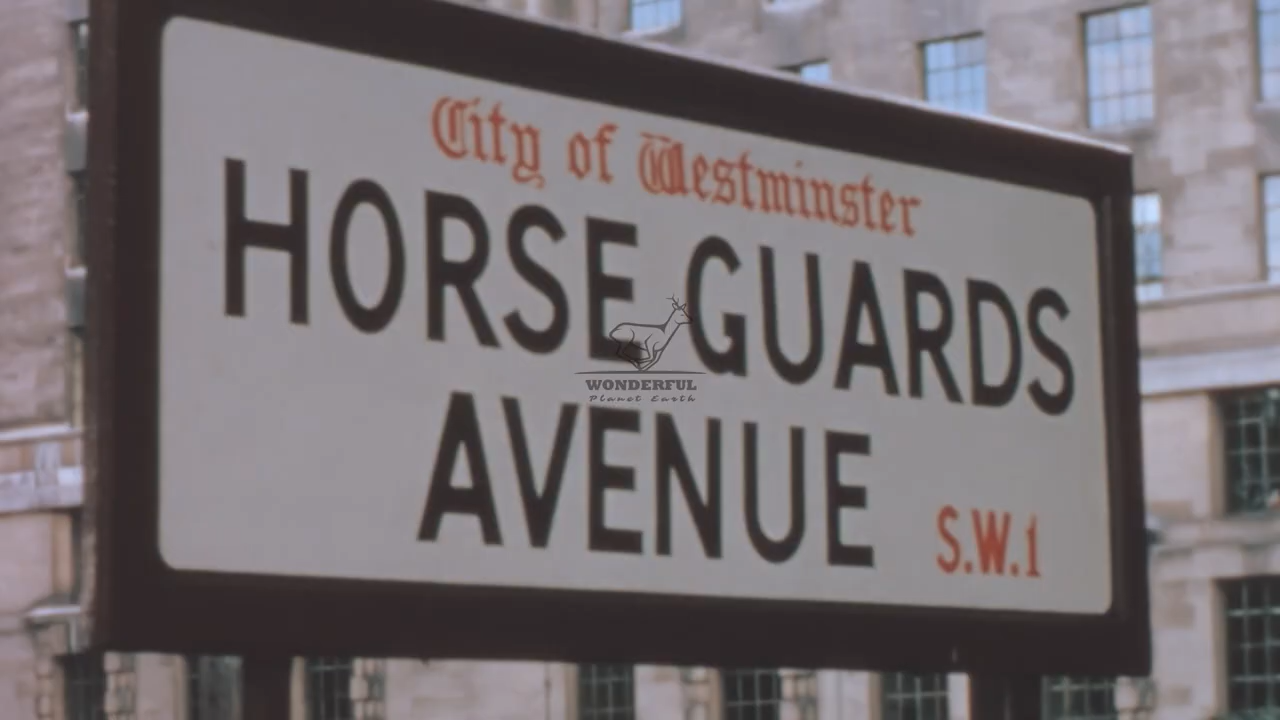 City of Westminster
HORSE GUARDS
WONDERFUL
Planet Earth
AVENUE
S.W.1